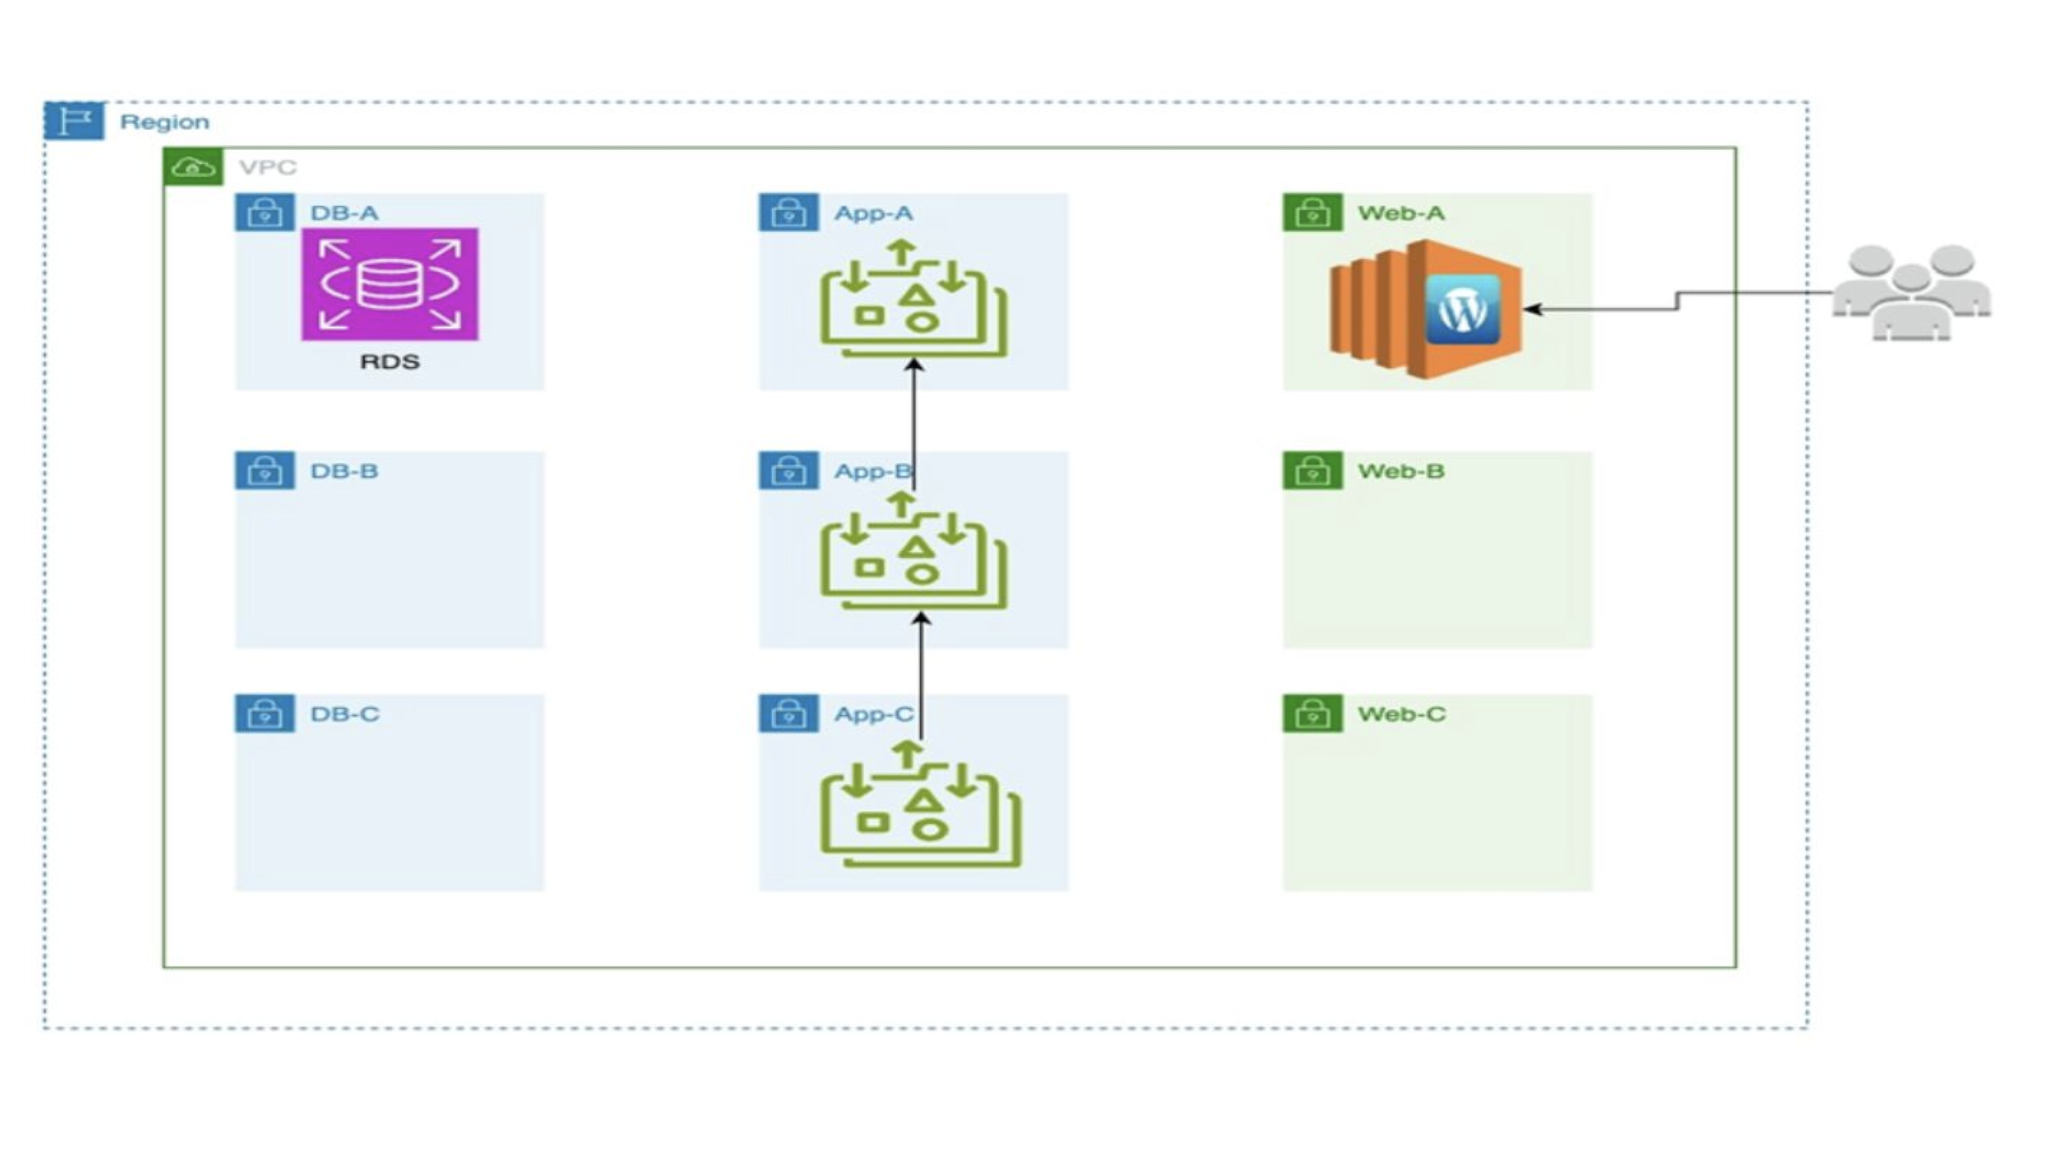 Region
VPC
DB-A
App-A
Web-A
RDS
DB-B
App-B
Web-B
DB-C
App-C
Web-C